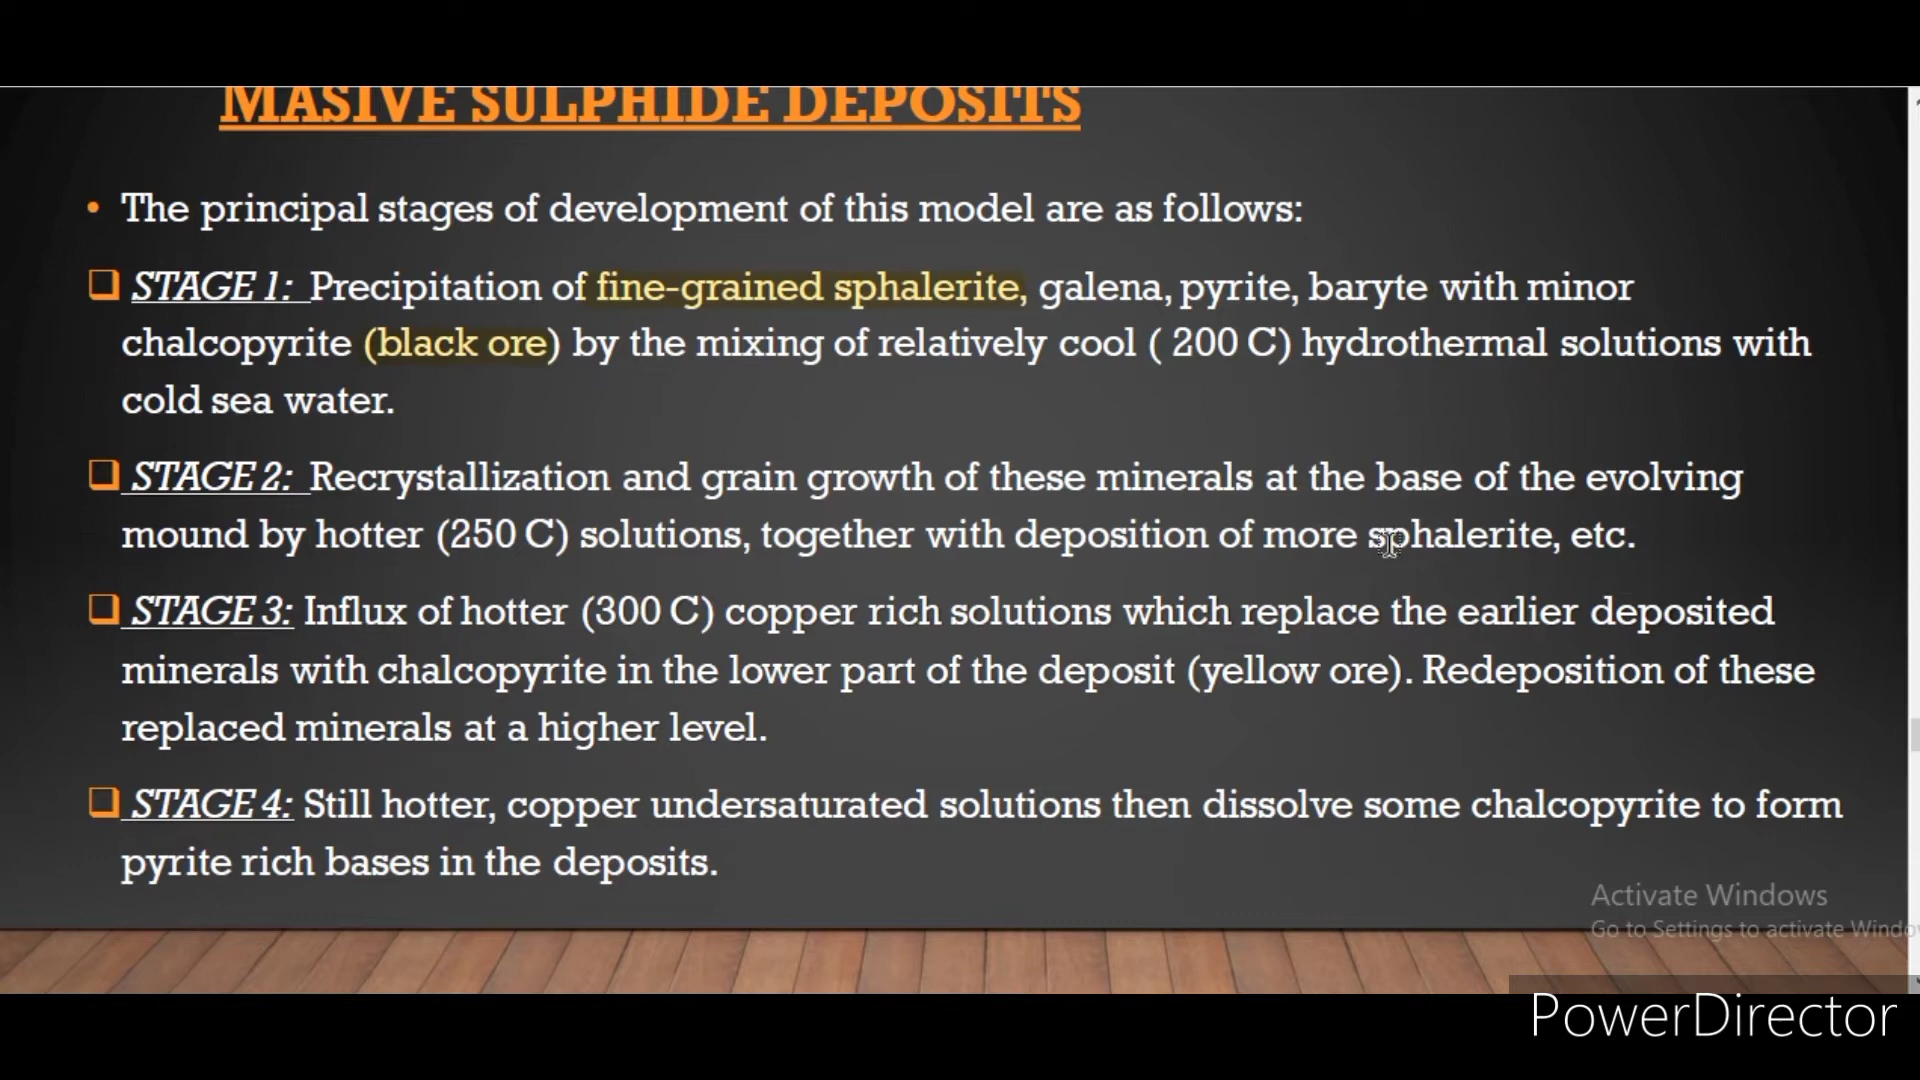 MASIVE SULPHIDE DEPOSITS
• The principal stages of development of this model are as follows:
❑ STAGE 1: Precipitation of fine-grained sphalerite, galena, pyrite, baryte with minor
chalcopyrite (black ore) by the mixing of relatively cool ( 200 C) hydrothermal solutions with
cold sea water.
❑ STAGE 2: Recrystallization and grain growth of these minerals at the base of the evolving
mound by hotter (250 C) solutions, together with deposition of more sphalerite, etc.
❑ STAGE 3: Influx of hotter (300 C) copper rich solutions which replace the earlier deposited
minerals with chalcopyrite in the lower part of the deposit (yellow ore). Redeposition of these
replaced minerals at a higher level.
❑ STAGE 4: Still hotter, copper undersaturated solutions then dissolve some chalcopyrite to form
pyrite rich bases in the deposits.
Activate Windows
Go to Settings to activate Windo
PowerDirector